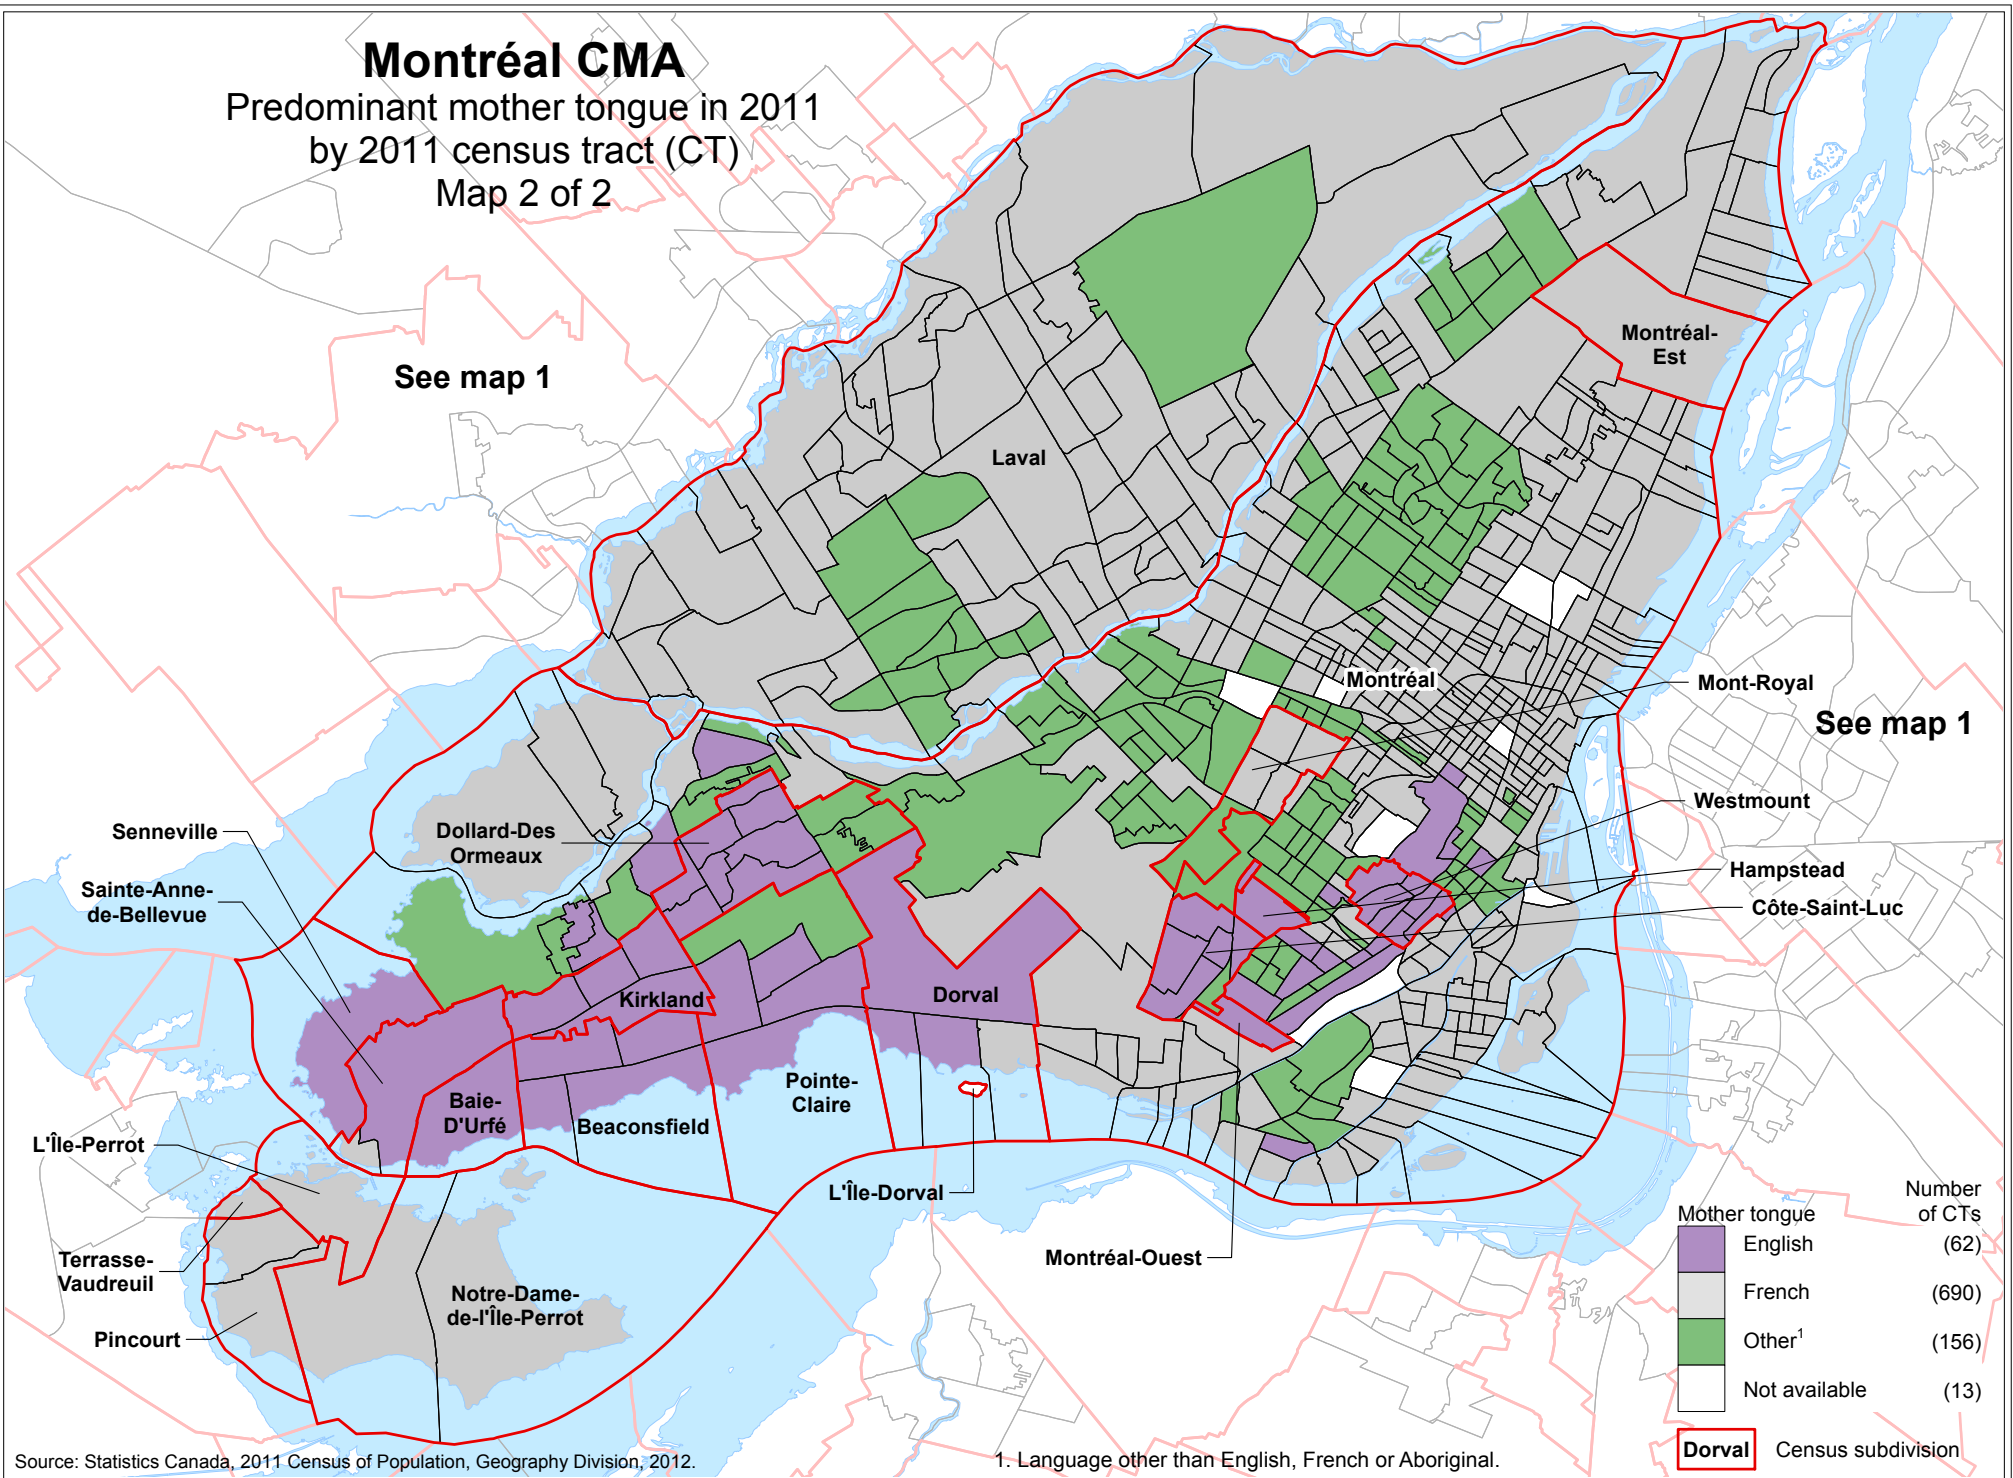 Montréal CMA
Predominant mother tongue in 2011
by 2011 census tract (CT)
Map 2 of 2
See map 1
Montréal-
Est
Laval
Montréal
Mont-Royal
See map 1
Westmount
Hampstead
Côte-Saint-Luc
Senneville
Dollard-Des
Ormeaux
Sainte-Anne-
de-Bellevue
Kirkland
Dorval
Pointe-
Claire
Baie-
D'Urfé
Beaconsfield
L'Île-Perrot
L'Île-Dorval
Montréal-Ouest
Terrasse-
Vaudreuil
Notre-Dame-
de-l'Île-Perrot
Pincourt
Mother tongue
Number
of CTs
English (62)
French (690)
Other1 (156)
Not available (13)
Dorval Census subdivision
Source: Statistics Canada, 2011 Census of Population, Geography Division, 2012.
1. Language other than English, French or Aboriginal.